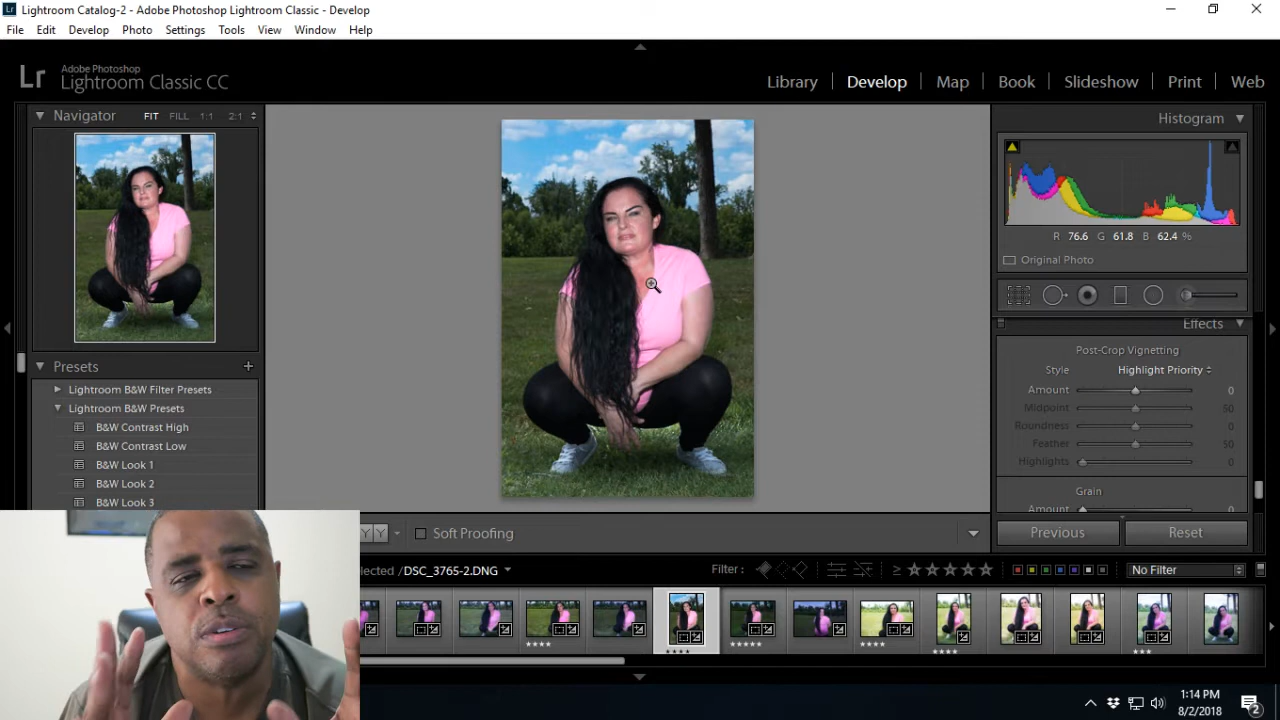 Lr Lightroom Catalog-2 - Adobe Photoshop Lightroom Classic - Develop
File Edit Develop Photo Settings Tools View Window Help
Lr Adobe Photoshop
Lightroom Classic CC
Library Develop Map Book Slideshow Print Web
Navigator FIT FILL 1:1 2:1
Histogram
R 76.6 G 61.8 B 62.4 %
Original Photo
Effects
Post-Crop Vignetting
Style Highlight Priority
Amount 0
Midpoint 50
Roundness 0
Feather 50
Highlights 0
Grain
Amount 0
Previous Reset
Presets +
Lightroom B&W Filter Presets
Lightroom B&W Presets
B&W Contrast High
B&W Contrast Low
B&W Look 1
B&W Look 2
B&W Look 3
YY Soft Proofing
elected /DSC_3765-2.DNG
Filter : ≥ No Filter
1:14 PM
8/2/2018
2